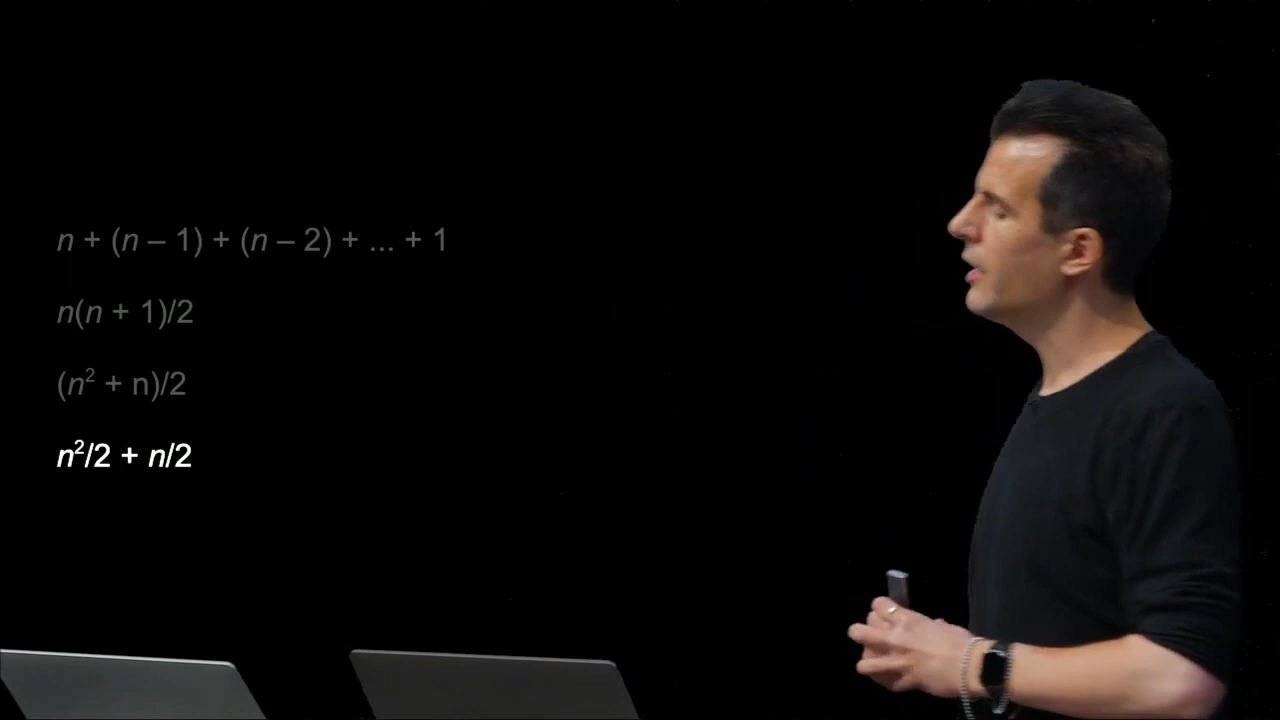 n + (n – 1) + (n – 2) + ... + 1
n(n + 1)/2
(n² + n)/2
n²/2 + n/2